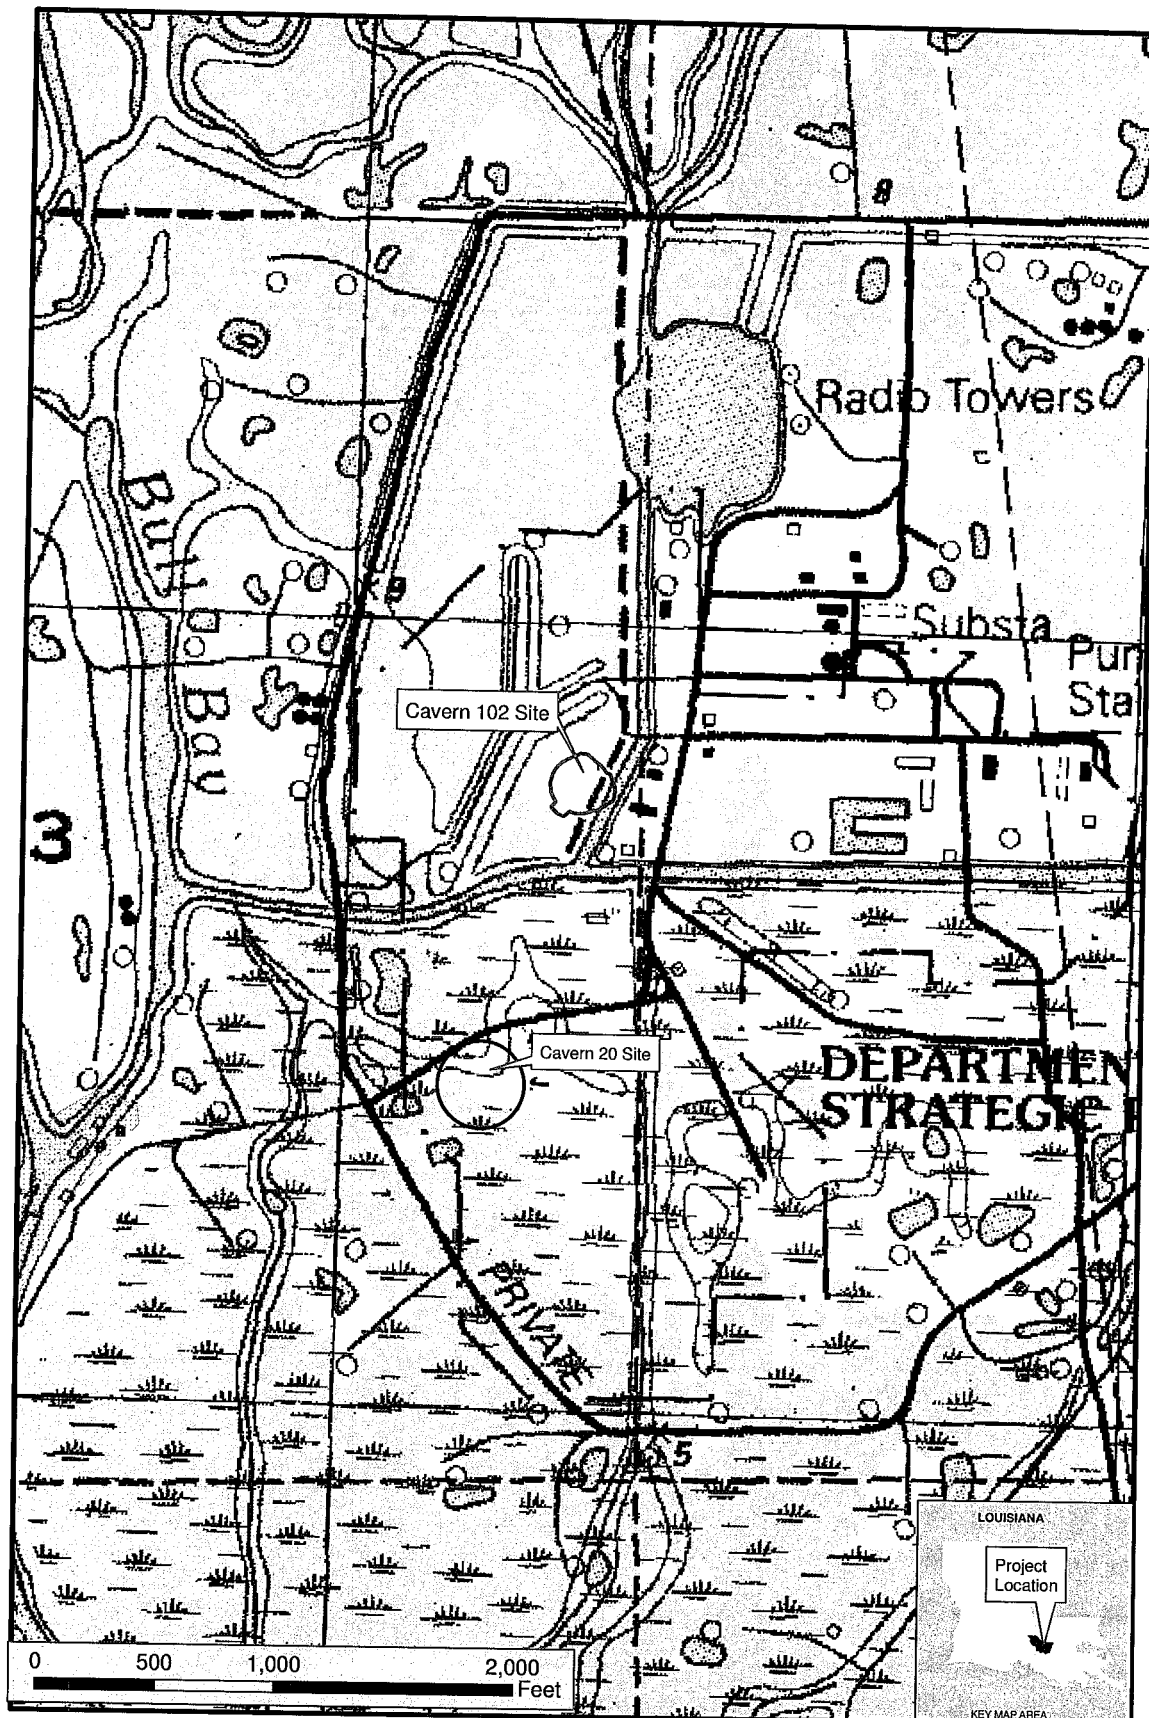 8
Radio Towers
Bull
Bay
9
Substa
Pur
Sta
Cavern 102 Site
3
Cavern 20 Site
DEPARTMEN
STRATEGIC
PRIVATE
5
LOUISIANA
Project
Location
KEY MAP AREA
0 500 1,000 2,000
Feet